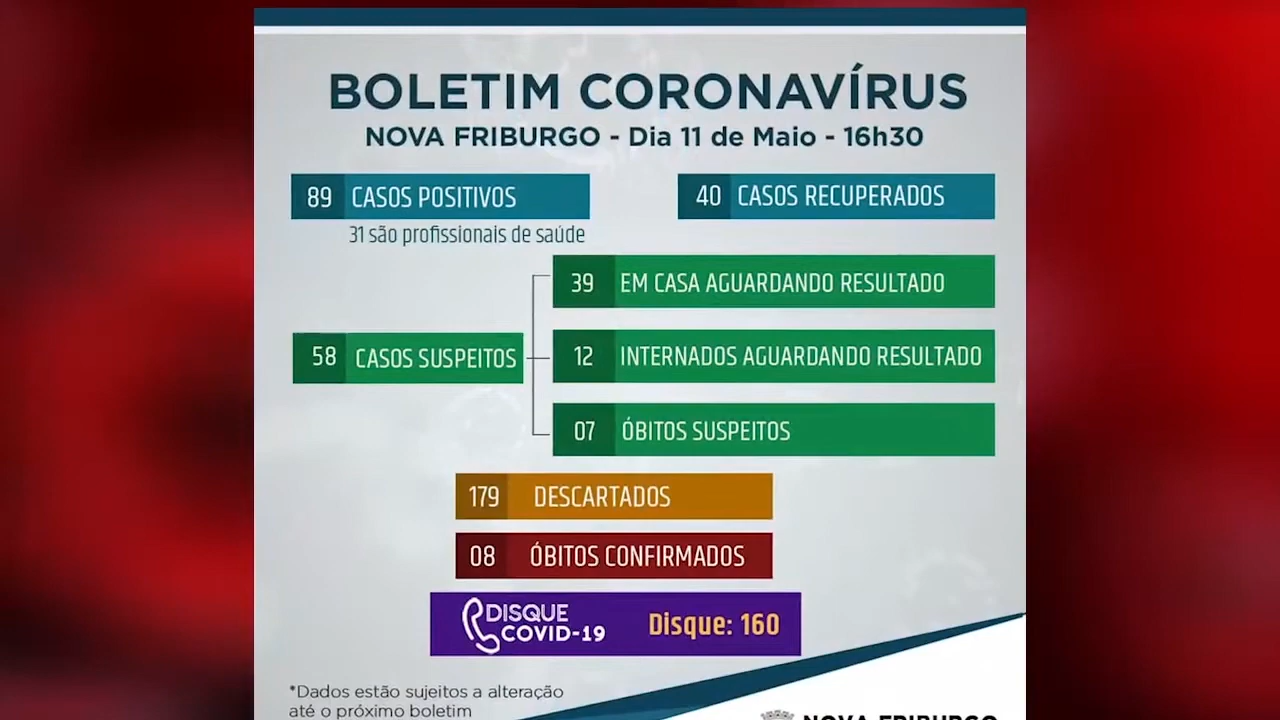 BOLETIM CORONAVÍRUS
NOVA FRIBURGO - Dia 11 de Maio - 16h30
89 CASOS POSITIVOS
31 são profissionais de saúde
40 CASOS RECUPERADOS
58 CASOS SUSPEITOS
39 EM CASA AGUARDANDO RESULTADO
12 INTERNADOS AGUARDANDO RESULTADO
07 ÓBITOS SUSPEITOS
179 DESCARTADOS
08 ÓBITOS CONFIRMADOS
DISQUE
COVID-19
Disque: 160
*Dados estão sujeitos a alteração
até o próximo boletim
NOVA FRIBURGO